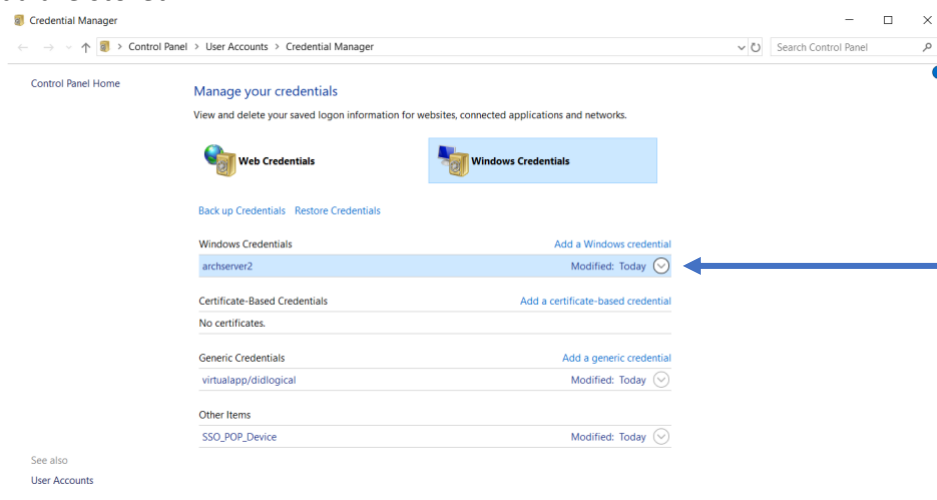 Credential Manager
Control Panel > User Accounts > Credential Manager
Search Control Panel
Control Panel Home
Manage your credentials
View and delete your saved logon information for websites, connected applications and networks.
Web Credentials
Windows Credentials
Back up Credentials Restore Credentials
Windows Credentials Add a Windows credential
archserver2 Modified: Today
Certificate-Based Credentials Add a certificate-based credential
No certificates.
Generic Credentials Add a generic credential
virtualapp/didlogical Modified: Today
Other Items
SSO_POP_Device Modified: Today
See also
User Accounts